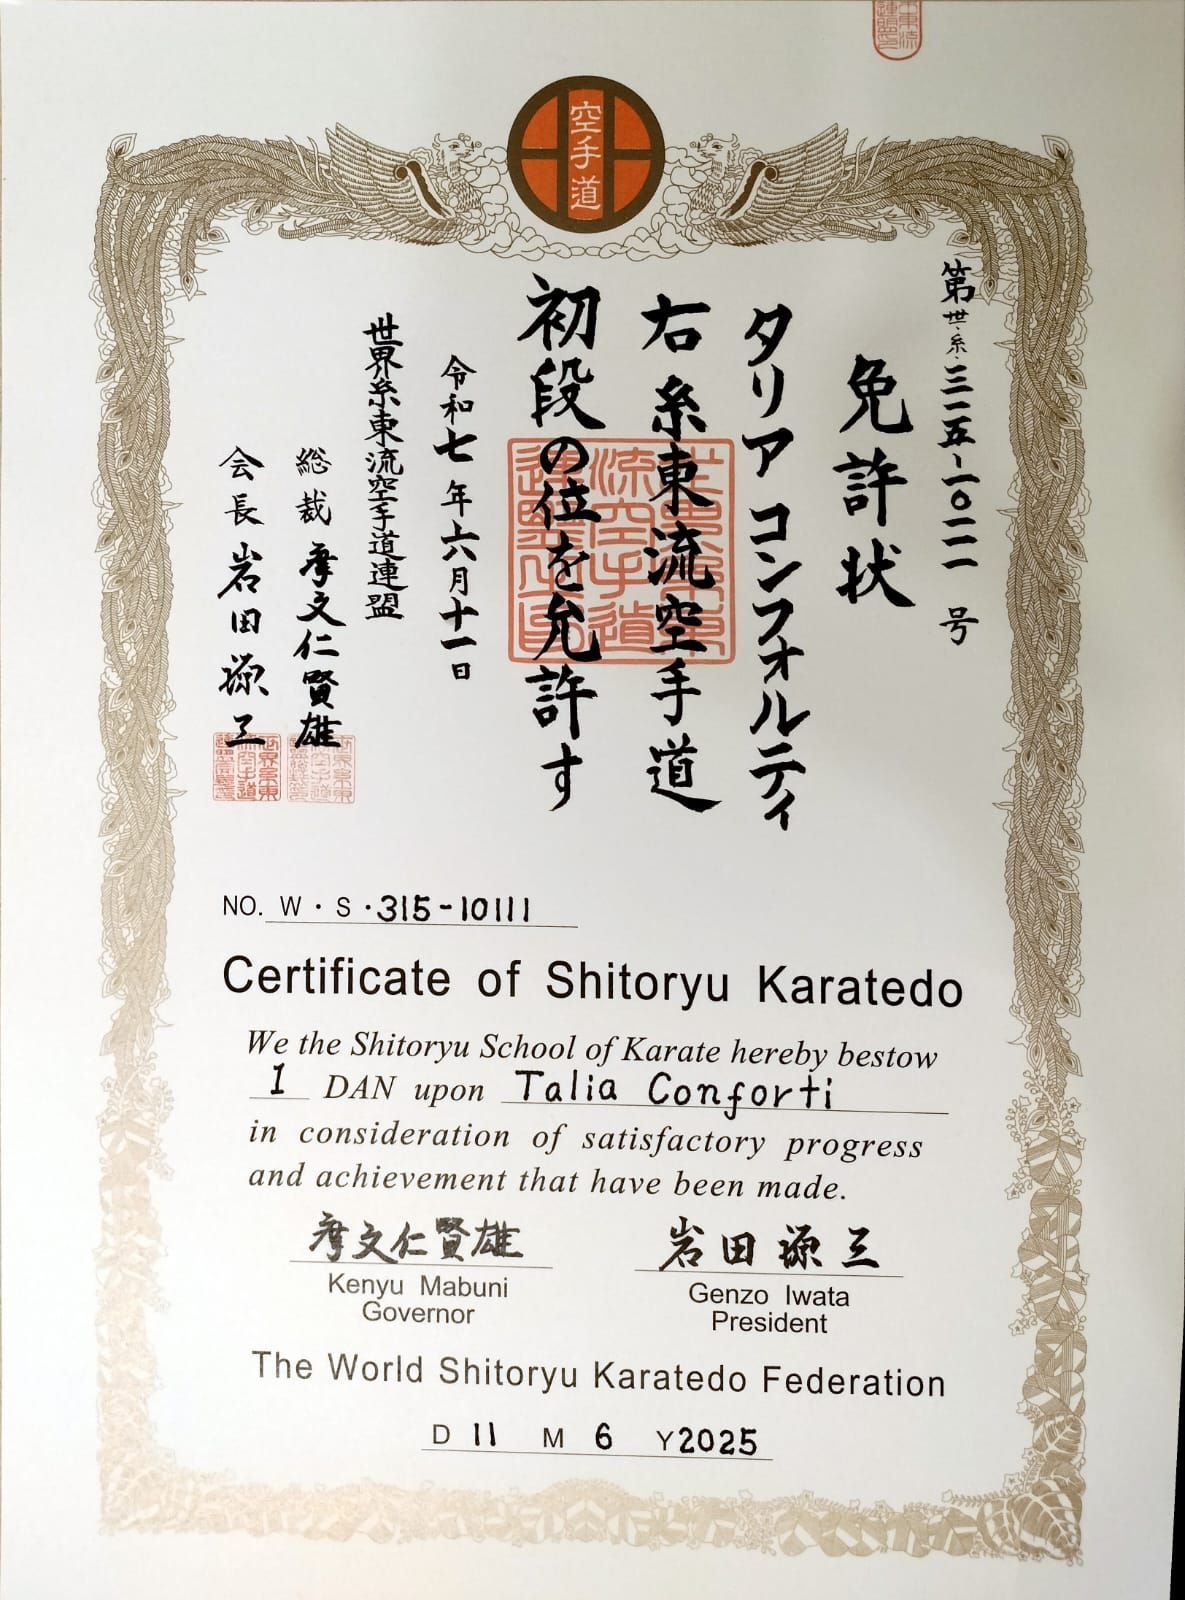 空手道
第世・糸・三一五-一〇一一一号
免許状
タリア コンフォルティ
右 糸東流空手道
初段の位を允許す
令和七年六月十一日
世界糸東流空手道連盟
総裁 摩文仁賢雄
会長 岩田源三
NO. W・S・315-10111
Certificate of Shitoryu Karatedo
We the Shitoryu School of Karate hereby bestow
1 DAN upon Talia Conforti
in consideration of satisfactory progress
and achievement that have been made.
摩文仁賢雄 岩田源三
Kenyu Mabuni Genzo Iwata
Governor President
The World Shitoryu Karatedo Federation
D 11 M 6 Y 2025